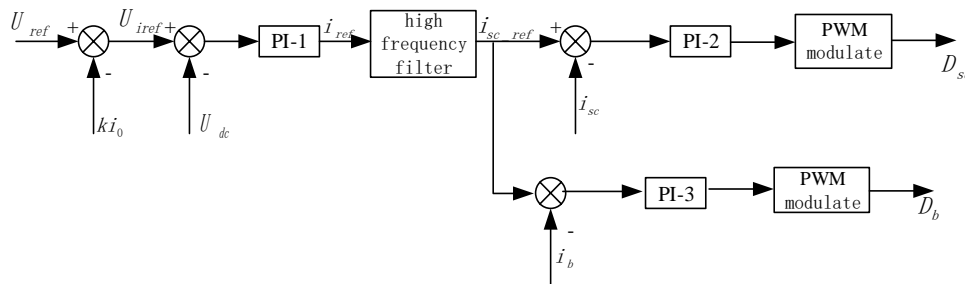 U_ref + U_iref + PI-1 i_ref high frequency filter i_sc_ref + PI-2 PWM modulate D_s
- ki_0
- U_dc
- i_sc
PI-3 PWM modulate D_b
- i_b